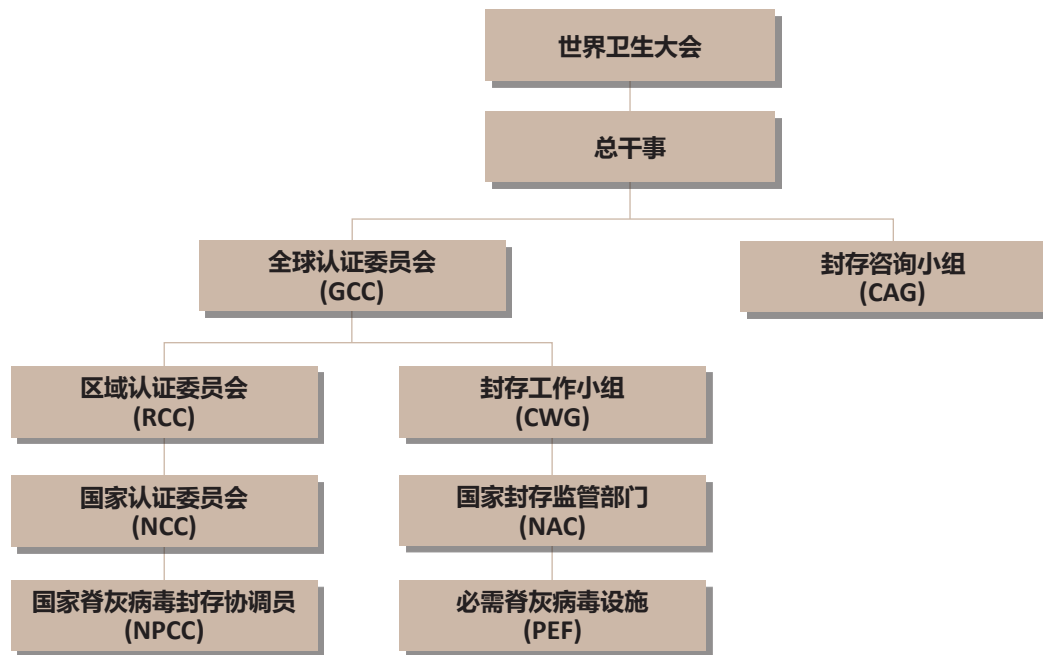 世界卫生大会
总干事
全球认证委员会
(GCC)
封存咨询小组
(CAG)
区域认证委员会
(RCC)
封存工作小组
(CWG)
国家认证委员会
(NCC)
国家封存监管部门
(NAC)
国家脊灰病毒封存协调员
(NPCC)
必需脊灰病毒设施
(PEF)